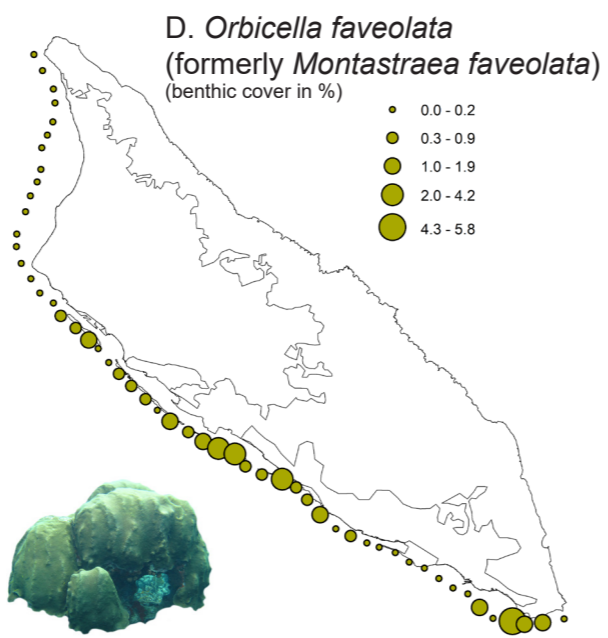 D. Orbicella faveolata
(formerly Montastraea faveolata)
(benthic cover in %)
0.0 - 0.2
0.3 - 0.9
1.0 - 1.9
2.0 - 4.2
4.3 - 5.8